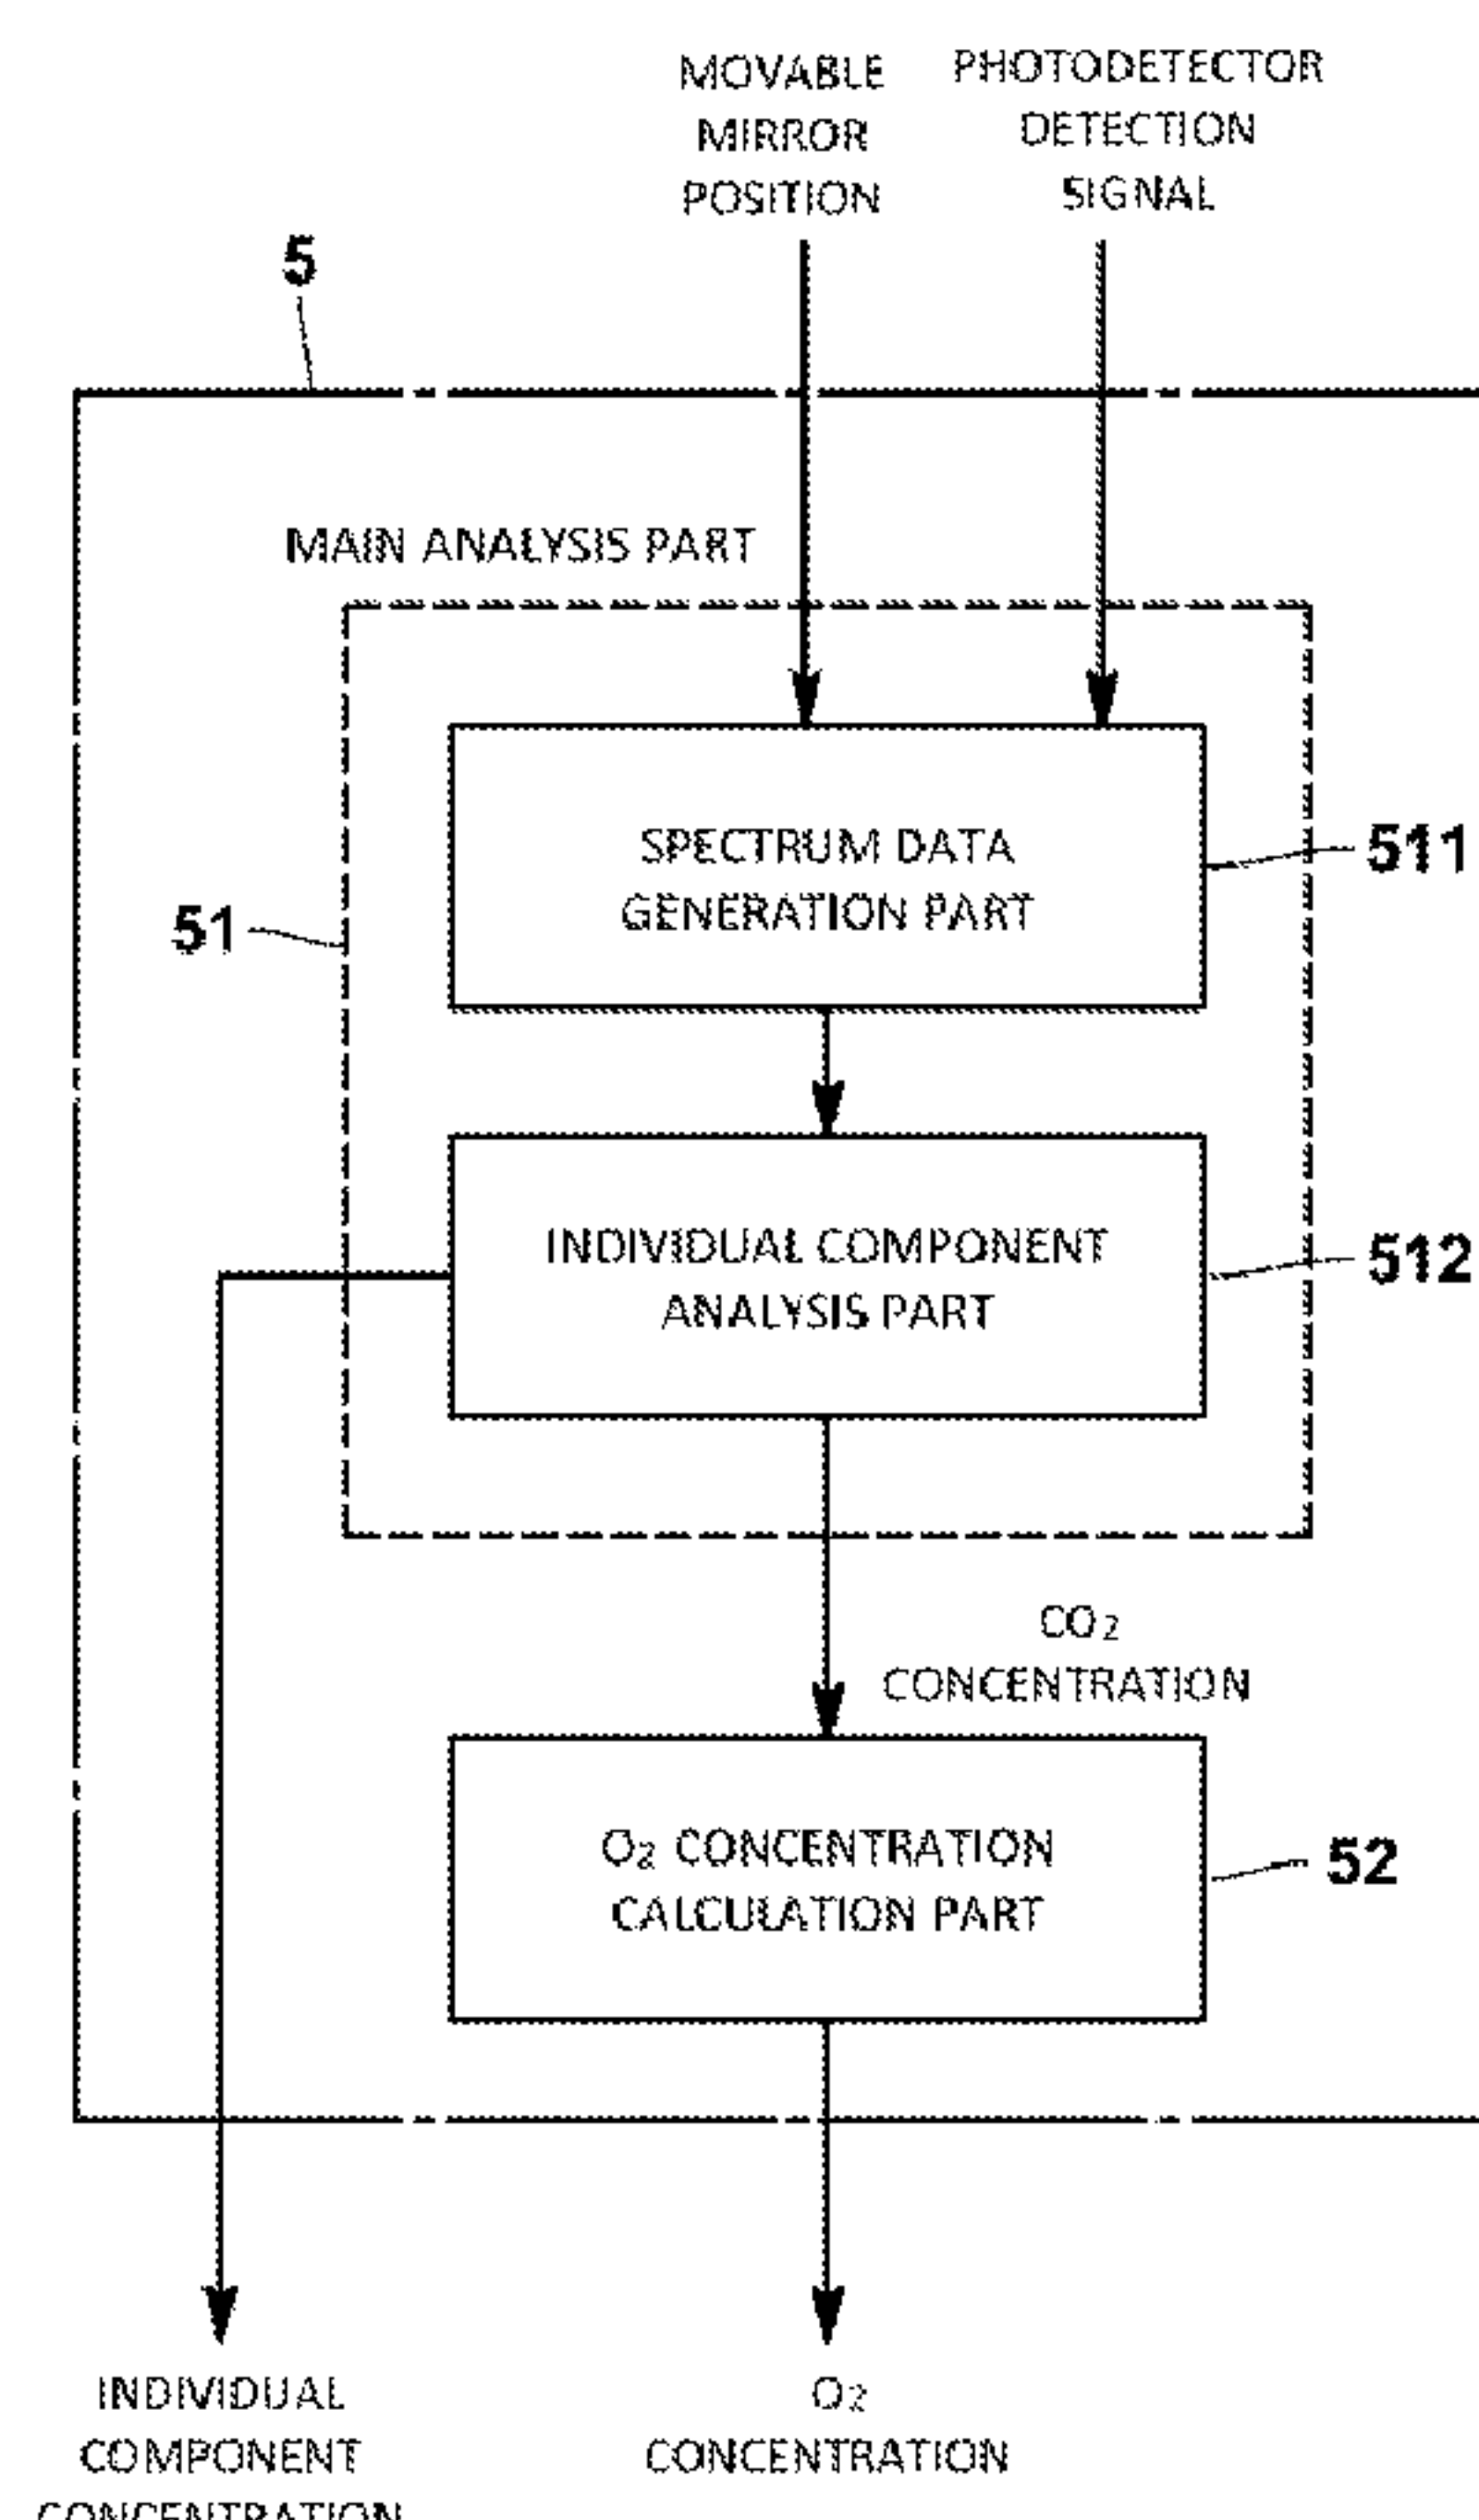 MOVABLE
MIRROR
POSITION
PHOTODETECTOR
DETECTION
SIGNAL
5
MAIN ANALYSIS PART
SPECTRUM DATA
GENERATION PART
511
51
INDIVIDUAL COMPONENT
ANALYSIS PART
512
CO₂
CONCENTRATION
O₂ CONCENTRATION
CALCULATION PART
52
INDIVIDUAL
COMPONENT
CONCENTRATION
O₂
CONCENTRATION